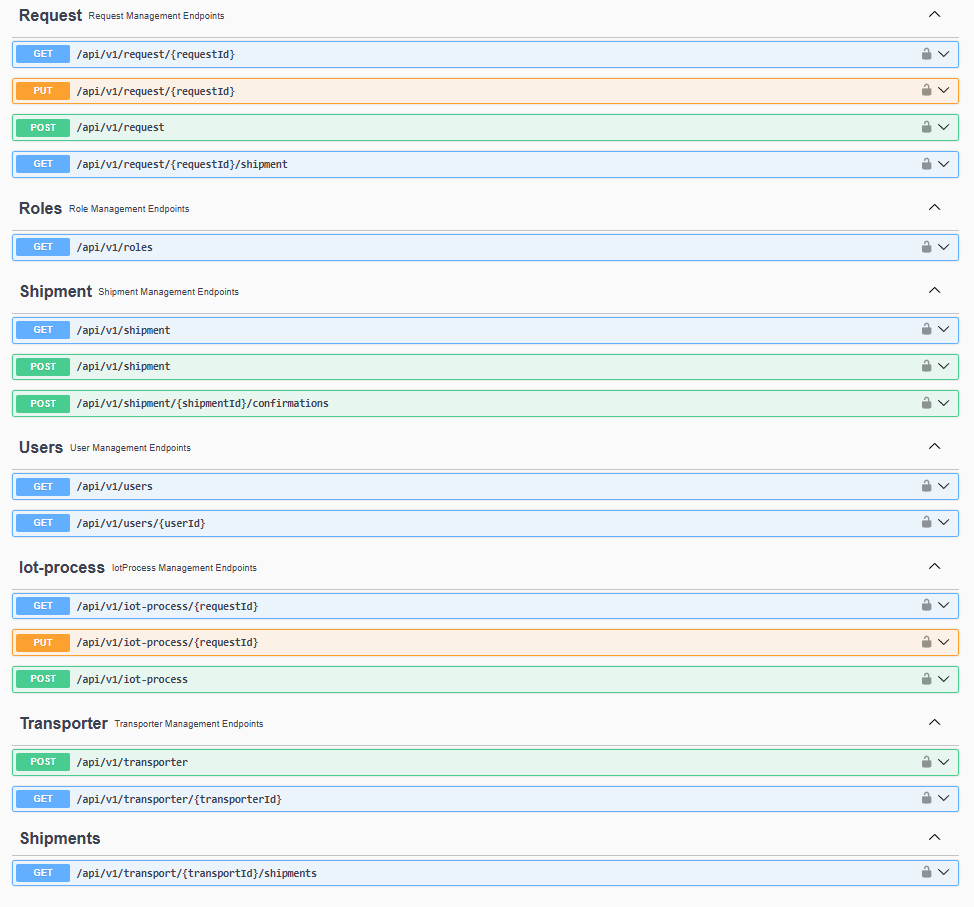 Request Request Management Endpoints
GET /api/v1/request/{requestId}
PUT /api/v1/request/{requestId}
POST /api/v1/request
GET /api/v1/request/{requestId}/shipment
Roles Role Management Endpoints
GET /api/v1/roles
Shipment Shipment Management Endpoints
GET /api/v1/shipment
POST /api/v1/shipment
POST /api/v1/shipment/{shipmentId}/confirmations
Users User Management Endpoints
GET /api/v1/users
GET /api/v1/users/{userId}
Iot-process IotProcess Management Endpoints
GET /api/v1/iot-process/{requestId}
PUT /api/v1/iot-process/{requestId}
POST /api/v1/iot-process
Transporter Transporter Management Endpoints
POST /api/v1/transporter
GET /api/v1/transporter/{transporterId}
Shipments
GET /api/v1/transport/{transportId}/shipments